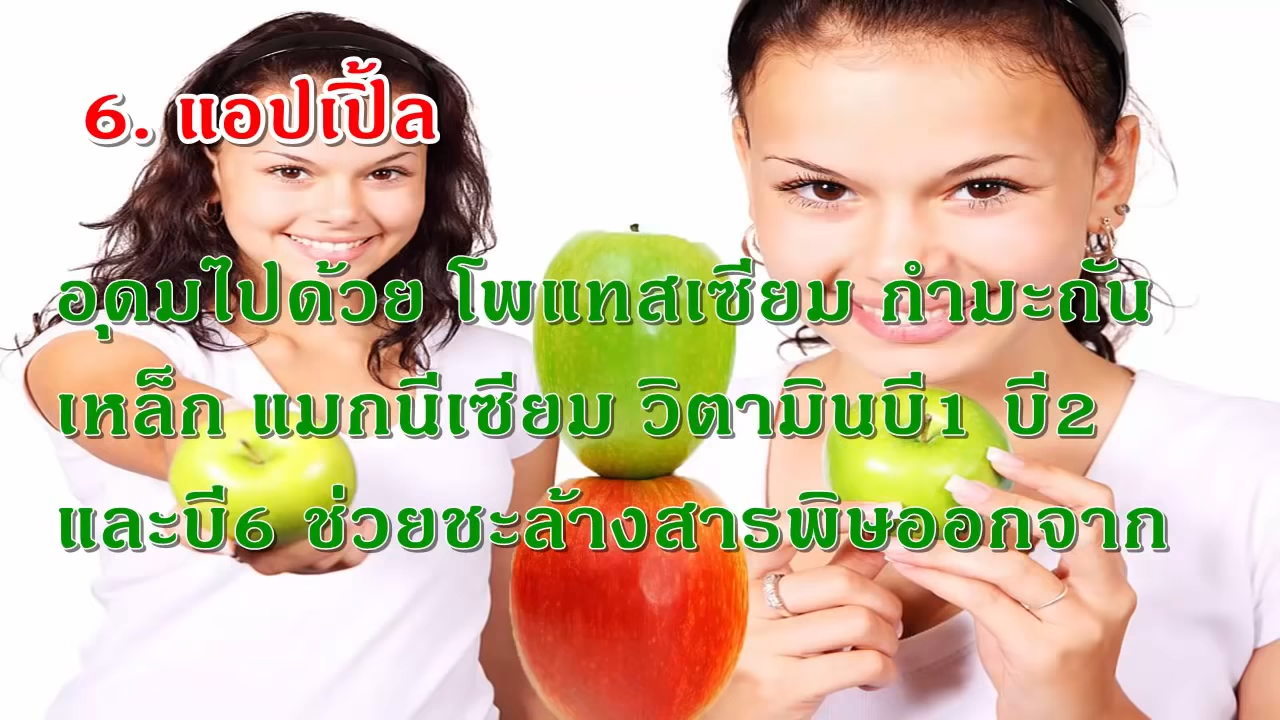 6. แอปเปิ้ล
อุดมไปด้วย โพแทสเซียม กำมะถัน
เหล็ก แมกนีเซียม วิตามินบี1 บี2
และบี6 ช่วยชะล้างสารพิษออกจาก